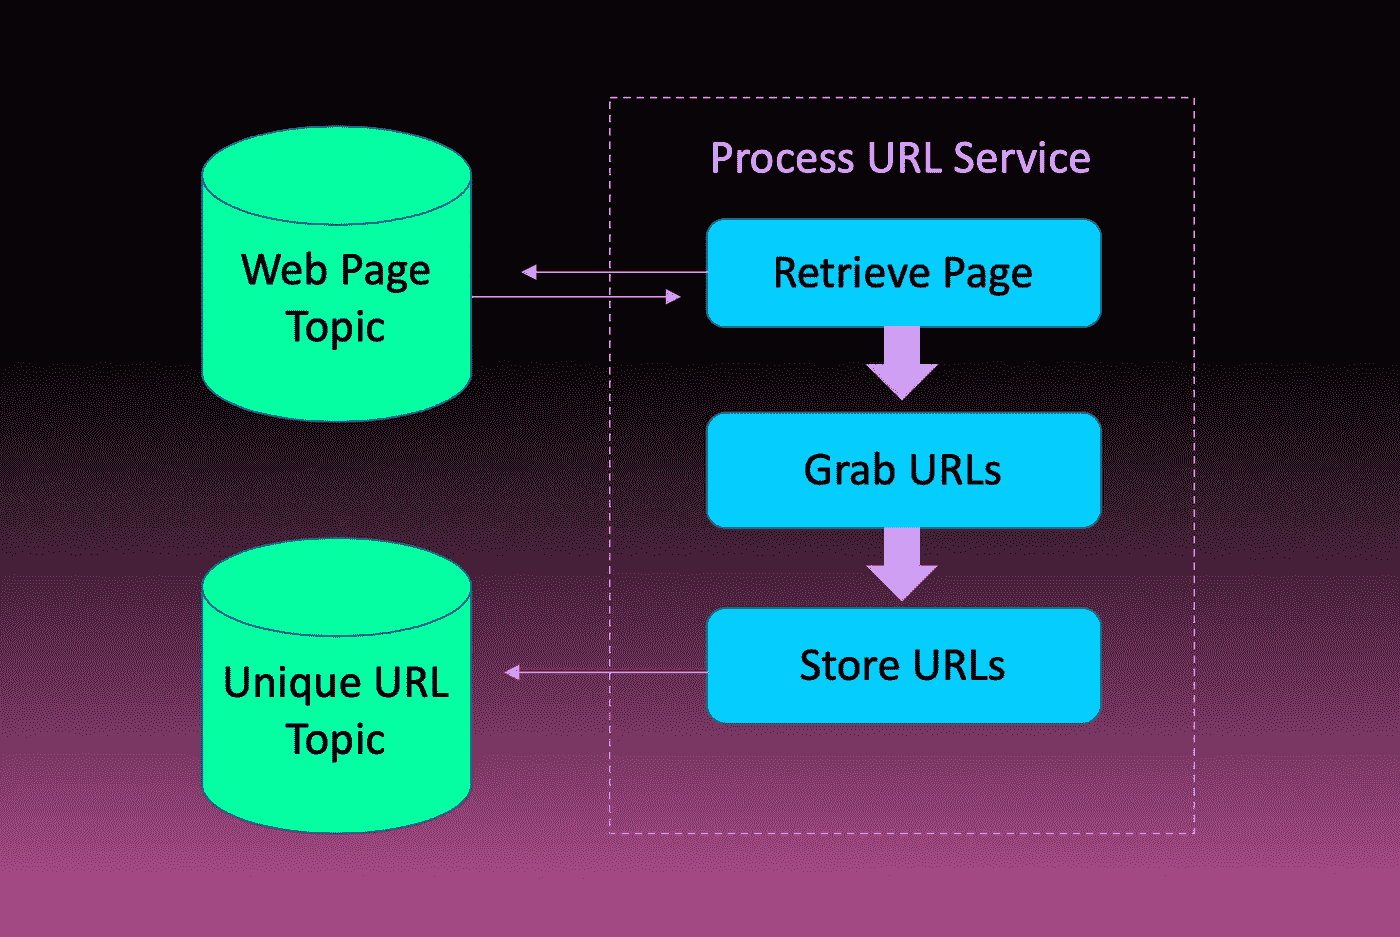 Process URL Service
Web Page
Topic
Retrieve Page
Grab URLs
Unique URL
Topic
Store URLs